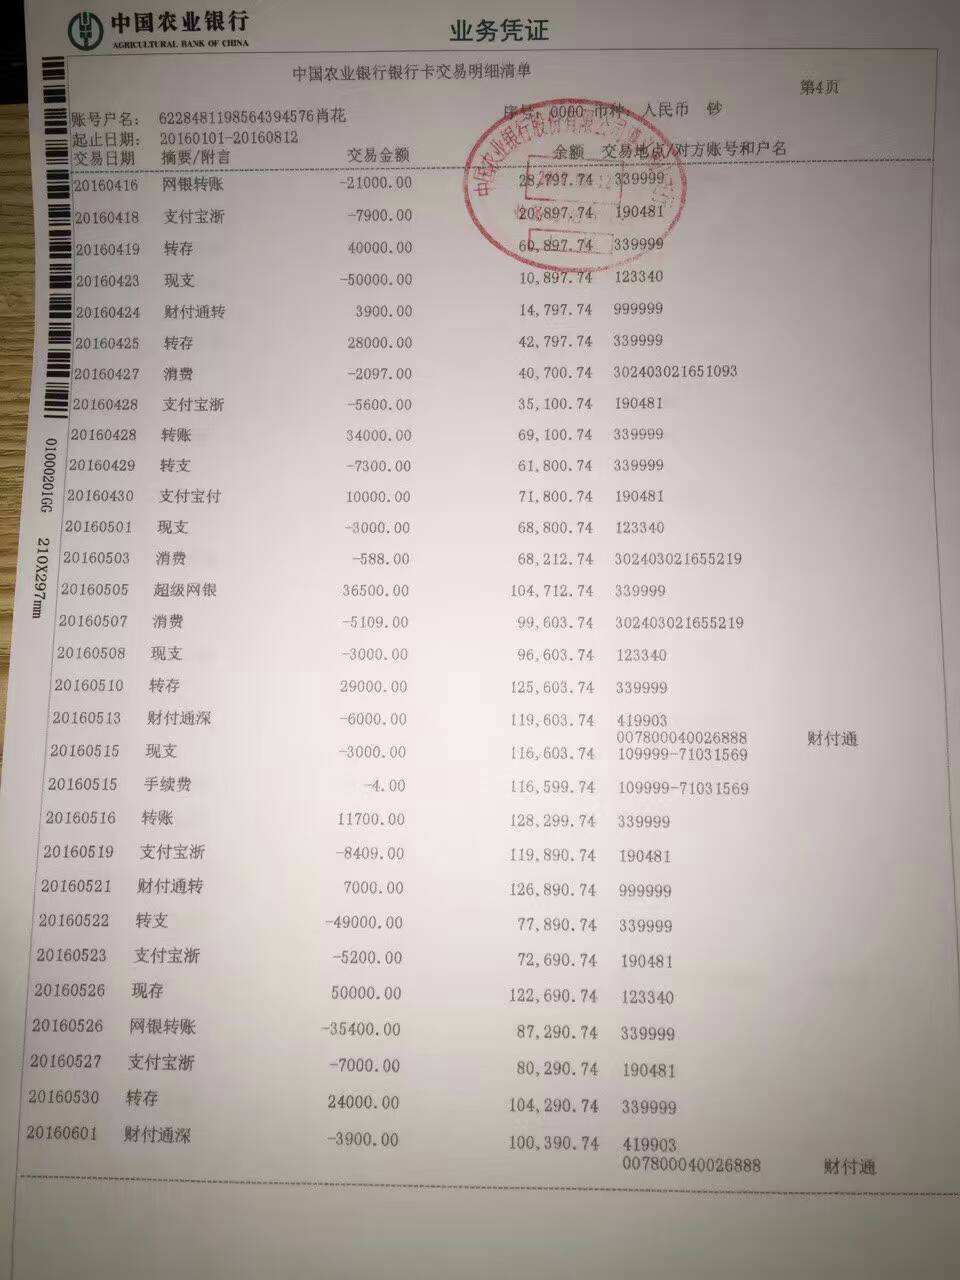 中国农业银行
AGRICULTURAL BANK OF CHINA
业务凭证
中国农业银行银行卡交易明细清单
第4页
账号户名: 6228481198564394576肖花 序号: 0000 币种: 人民币 钞
起止日期: 20160101-20160812
交易日期 摘要/附言 交易金额 余额 交易地点/对方账号和户名
20160416 网银转账 -21000.00 28,797.74 339999
20160418 支付宝浙 -7900.00 20,897.74 190481
20160419 转存 40000.00 60,897.74 339999
20160423 现支 -50000.00 10,897.74 123340
20160424 财付通转 3900.00 14,797.74 999999
20160425 转存 28000.00 42,797.74 339999
20160427 消费 -2097.00 40,700.74 302403021651093
20160428 支付宝浙 -5600.00 35,100.74 190481
20160428 转账 34000.00 69,100.74 339999
20160429 转支 -7300.00 61,800.74 339999
20160430 支付宝付 10000.00 71,800.74 190481
20160501 现支 -3000.00 68,800.74 123340
20160503 消费 -588.00 68,212.74 302403021655219
20160505 超级网银 36500.00 104,712.74 339999
20160507 消费 -5109.00 99,603.74 302403021655219
20160508 现支 -3000.00 96,603.74 123340
20160510 转存 29000.00 125,603.74 339999
20160513 财付通深 -6000.00 119,603.74 419903
007800040026888 财付通
20160515 现支 -3000.00 116,603.74 109999-71031569
20160515 手续费 -4.00 116,599.74 109999-71031569
20160516 转账 11700.00 128,299.74 339999
20160519 支付宝浙 -8409.00 119,890.74 190481
20160521 财付通转 7000.00 126,890.74 999999
20160522 转支 -49000.00 77,890.74 339999
20160523 支付宝浙 -5200.00 72,690.74 190481
20160526 现存 50000.00 122,690.74 123340
20160526 网银转账 -35400.00 87,290.74 339999
20160527 支付宝浙 -7000.00 80,290.74 190481
20160530 转存 24000.00 104,290.74 339999
20160601 财付通深 -3900.00 100,390.74 419903
007800040026888 财付通
01000201GG 210X297mm
中国农业银行股份有限公司